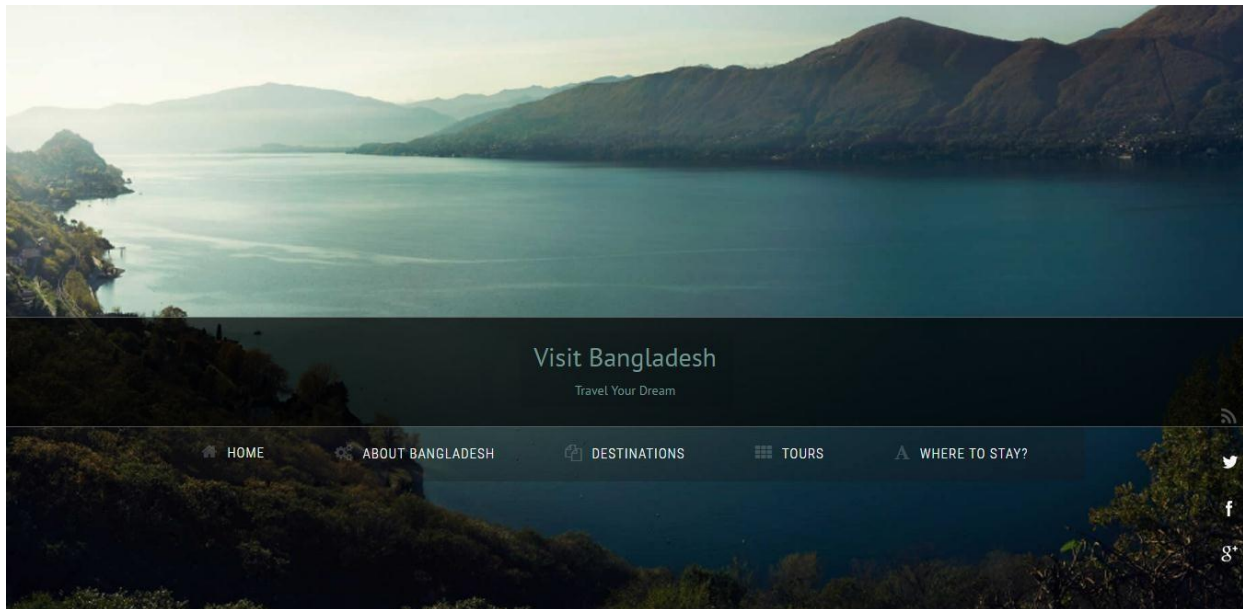 Visit Bangladesh
Travel Your Dream
HOME ABOUT BANGLADESH DESTINATIONS TOURS WHERE TO STAY?